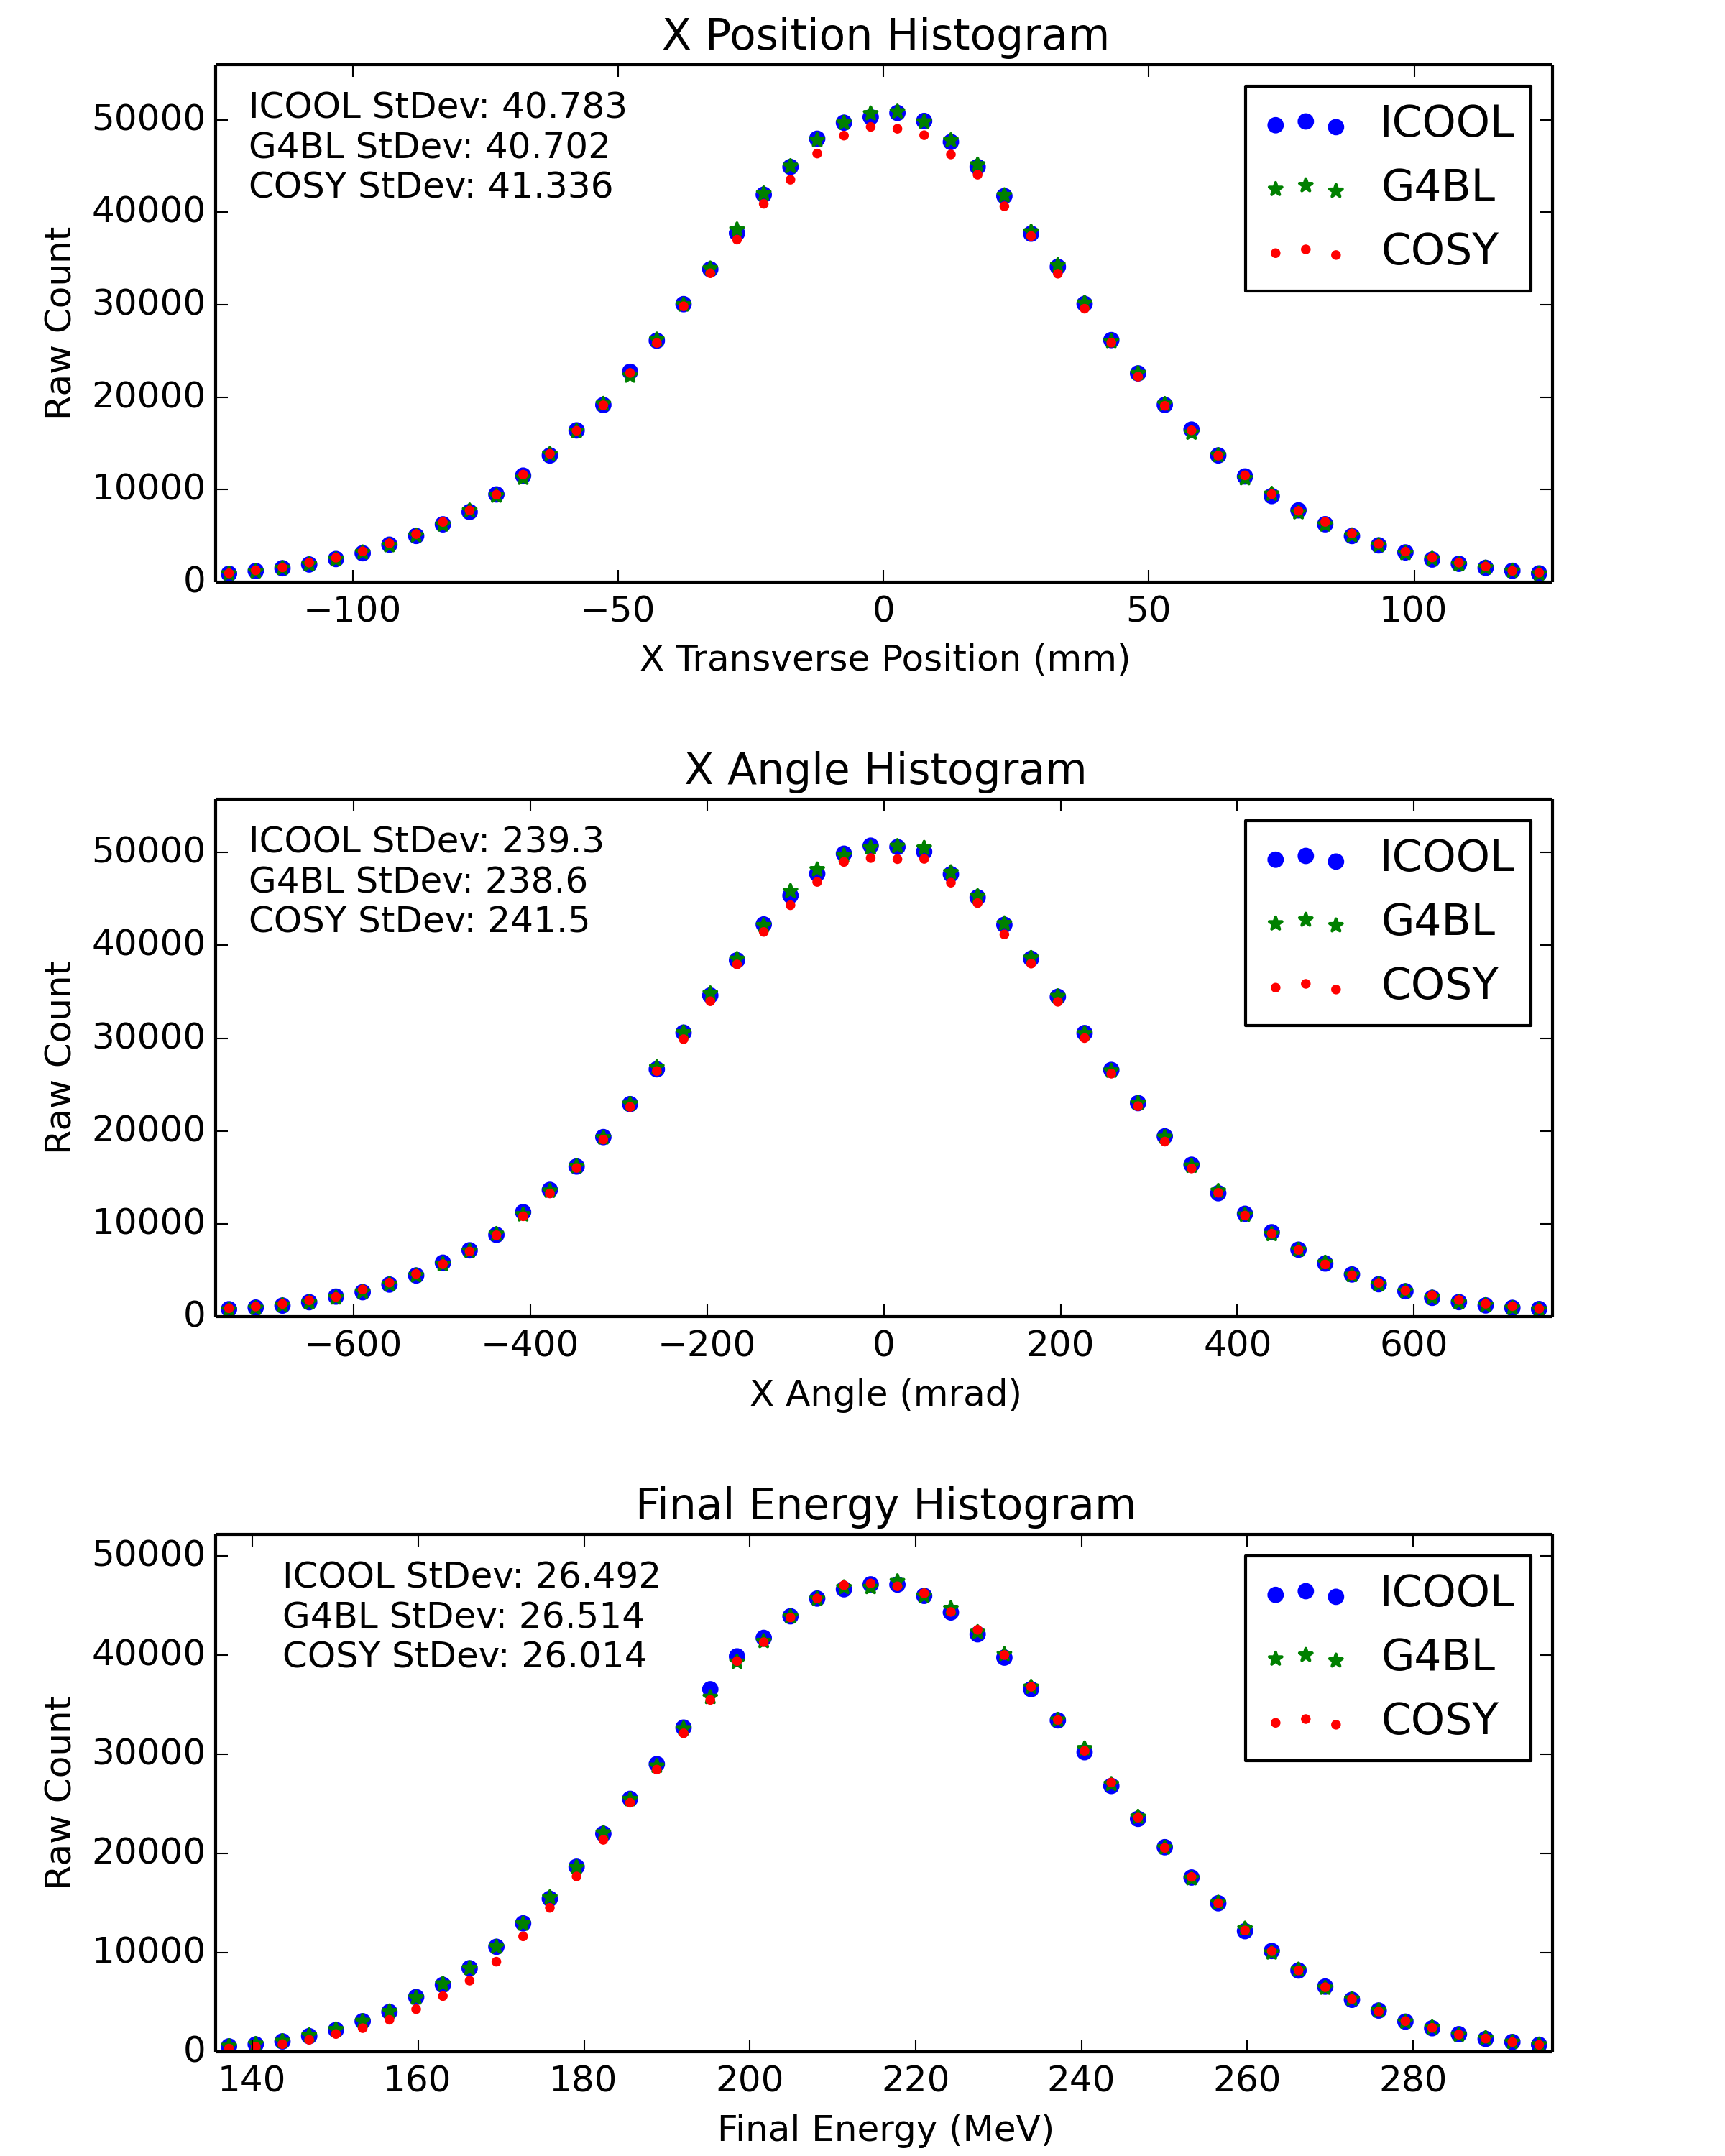 X Position Histogram
ICOOL StDev: 40.783
G4BL StDev: 40.702
COSY StDev: 41.336
ICOOL
G4BL
COSY
Raw Count
50000
40000
30000
20000
10000
0
−100 −50 0 50 100
X Transverse Position (mm)
X Angle Histogram
ICOOL StDev: 239.3
G4BL StDev: 238.6
COSY StDev: 241.5
ICOOL
G4BL
COSY
Raw Count
50000
40000
30000
20000
10000
0
−600 −400 −200 0 200 400 600
X Angle (mrad)
Final Energy Histogram
ICOOL StDev: 26.492
G4BL StDev: 26.514
COSY StDev: 26.014
ICOOL
G4BL
COSY
Raw Count
50000
40000
30000
20000
10000
0
140 160 180 200 220 240 260 280
Final Energy (MeV)